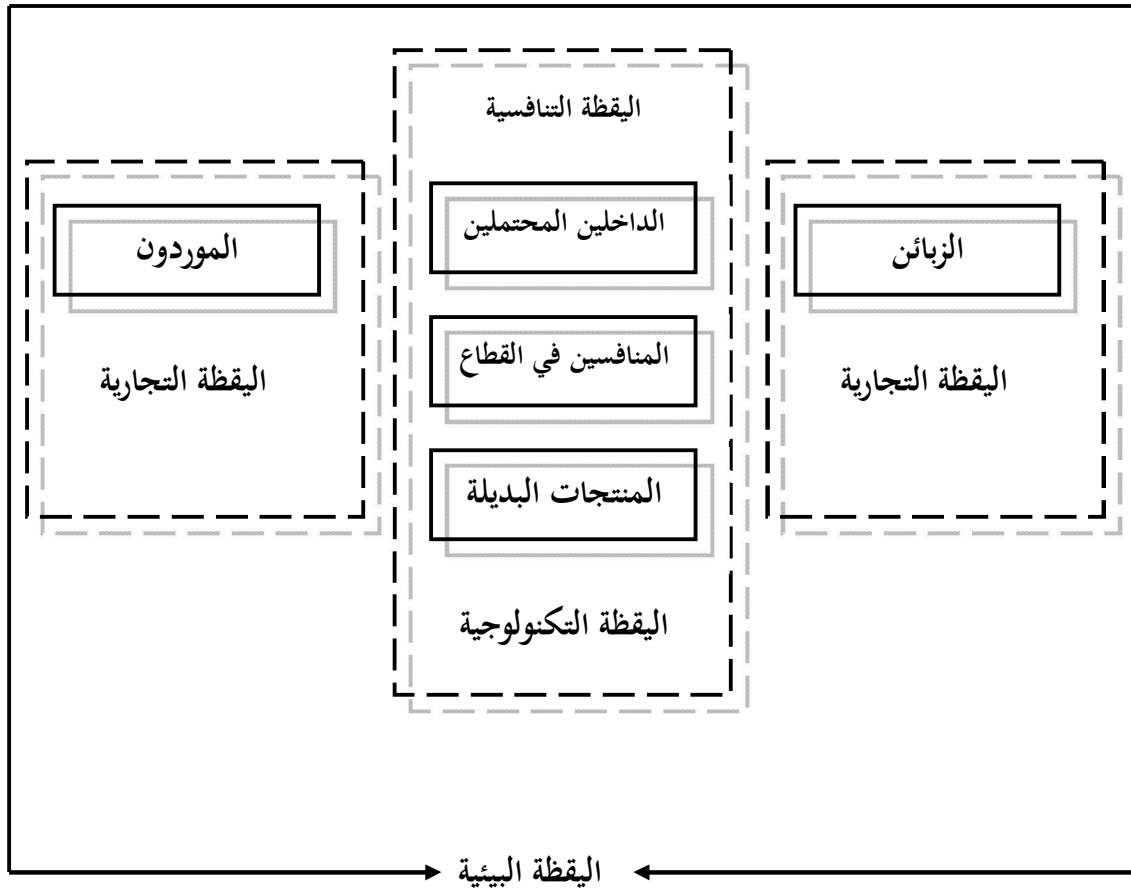 اليقظة التنافسية
الداخلين المحتملين
المنافسين في القطاع
المنتجات البديلة
اليقظة التكنولوجية
الزبائن
اليقظة التجارية
الموردون
اليقظة التجارية
اليقظة البيئية